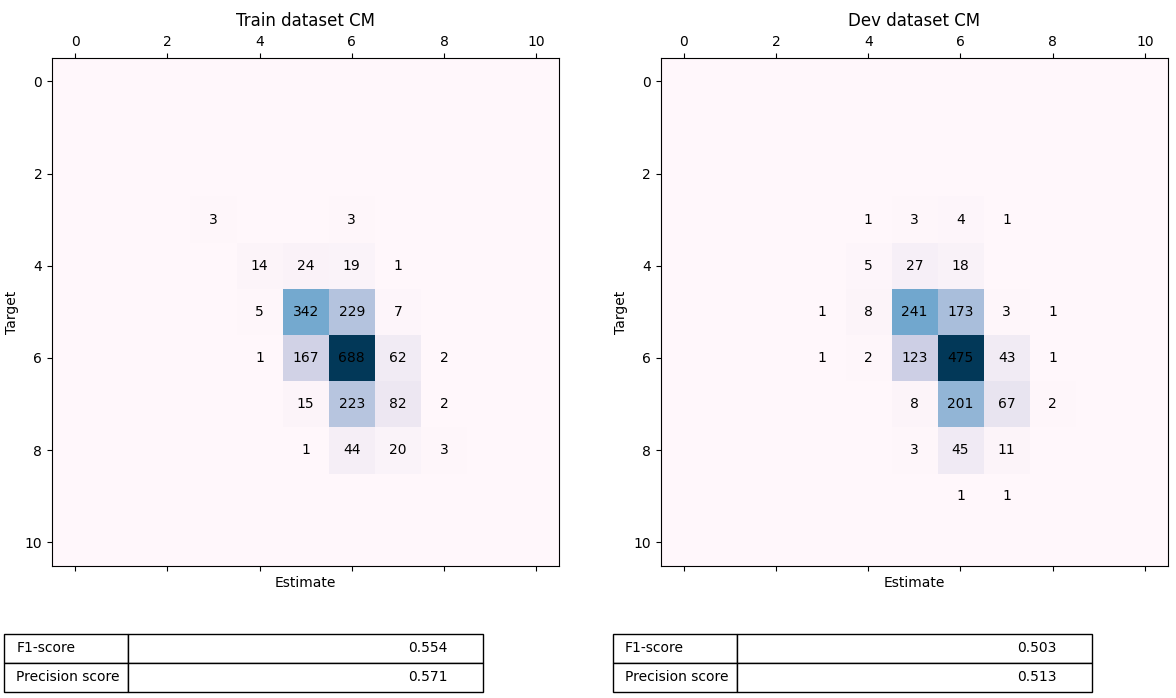 Train dataset CM
0 2 4 6 8 10
0
2
3 3
4 14 24 19 1
5 342 229 7
6 1 167 688 62 2
15 223 82 2
8 1 44 20 3
10
Target
Estimate
F1-score 0.554
Precision score 0.571
Dev dataset CM
0 2 4 6 8 10
0
2
1 3 4 1
4 5 27 18
1 8 241 173 3 1
6 1 2 123 475 43 1
8 201 67 2
8 3 45 11
1 1
10
Target
Estimate
F1-score 0.503
Precision score 0.513